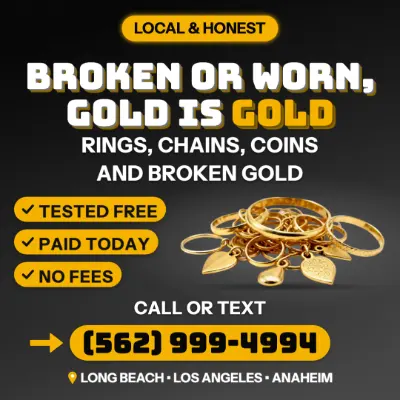 LOCAL & HONEST
BROKEN OR WORN,
GOLD IS GOLD
RINGS, CHAINS, COINS
AND BROKEN GOLD
✓ TESTED FREE
✓ PAID TODAY
✓ NO FEES
CALL OR TEXT
(562) 999-4994
LONG BEACH • LOS ANGELES • ANAHEIM